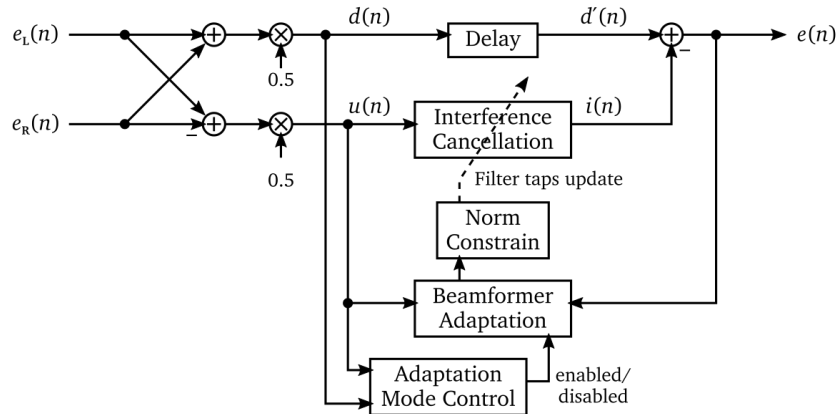 e_L(n)
d(n)
Delay
d′(n)
+
×
+
−
e(n)
0.5
e_R(n)
−
+
×
u(n)
Interference
Cancellation
i(n)
0.5
Filter taps update
Norm
Constrain
Beamformer
Adaptation
Adaptation
Mode Control
enabled/
disabled